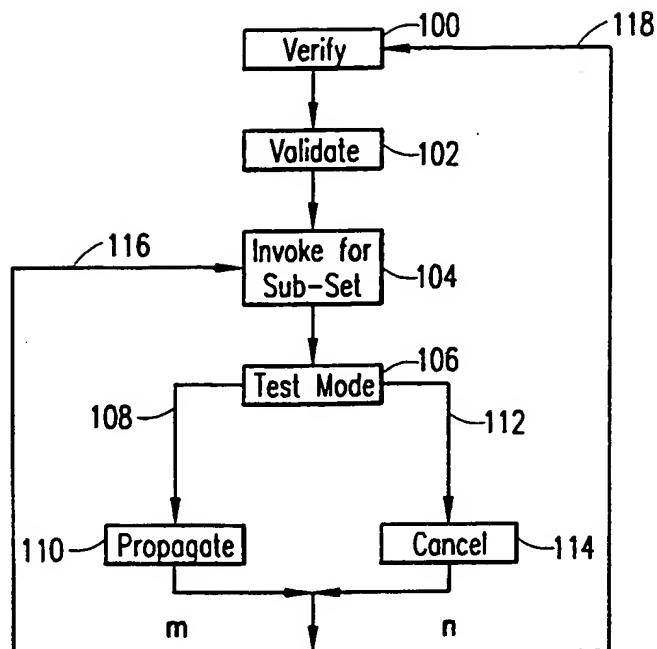 100
118
Verify
Validate
102
116
Invoke for
Sub-Set
104
106
Test Mode
108
112
110
Propagate
Cancel
114
m
n